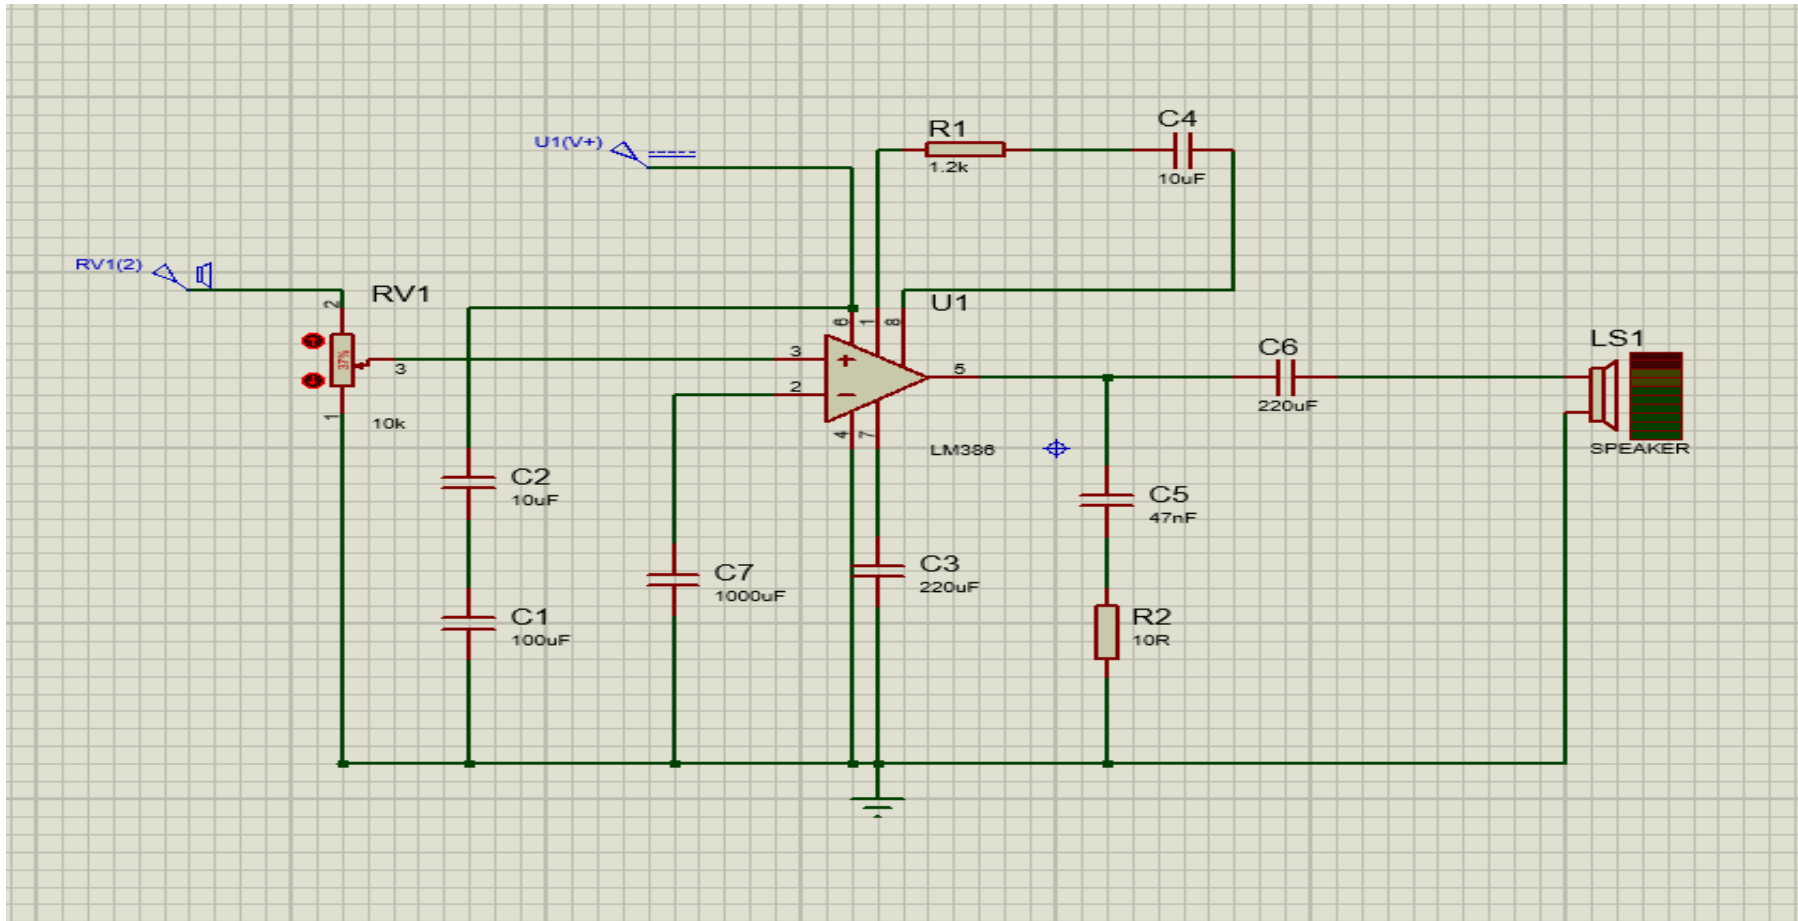 R1
1.2k
C4
10uF
U1(V+)
RV1(2)
2
RV1
37%
3
1
10k
6
1
8
U1
3
2
5
4
7
LM386
C6
220uF
LS1
SPEAKER
C2
10uF
C5
47nF
C7
1000uF
C3
220uF
C1
100uF
R2
10R